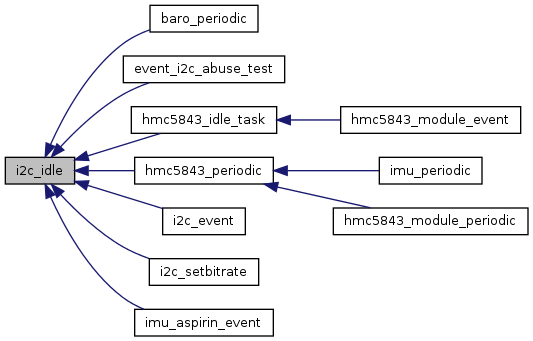 baro_periodic
event_i2c_abuse_test
hmc5843_idle_task
hmc5843_module_event
i2c_idle
hmc5843_periodic
imu_periodic
hmc5843_module_periodic
i2c_event
i2c_setbitrate
imu_aspirin_event